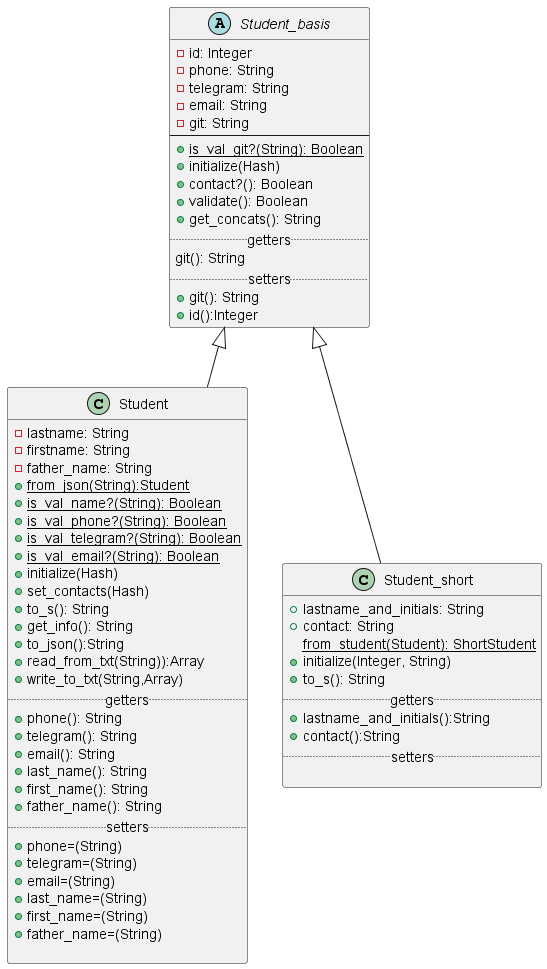 A Student_basis
id: Integer
phone: String
telegram: String
email: String
git: String
is_val_git?(String): Boolean
initialize(Hash)
contact?(): Boolean
validate(): Boolean
get_concats(): String
getters
git(): String
setters
git(): String
id():Integer
C Student
lastname: String
firstname: String
father_name: String
from_json(String):Student
is_val_name?(String): Boolean
is_val_phone?(String): Boolean
is_val_telegram?(String): Boolean
is_val_email?(String): Boolean
initialize(Hash)
set_contacts(Hash)
to_s(): String
get_info(): String
to_json():String
read_from_txt(String)):Array
write_to_txt(String,Array)
getters
phone(): String
telegram(): String
email(): String
last_name(): String
first_name(): String
father_name(): String
setters
phone=(String)
telegram=(String)
email=(String)
last_name=(String)
first_name=(String)
father_name=(String)
C Student_short
lastname_and_initials: String
contact: String
from_student(Student): ShortStudent
initialize(Integer, String)
to_s(): String
getters
lastname_and_initials():String
contact():String
setters